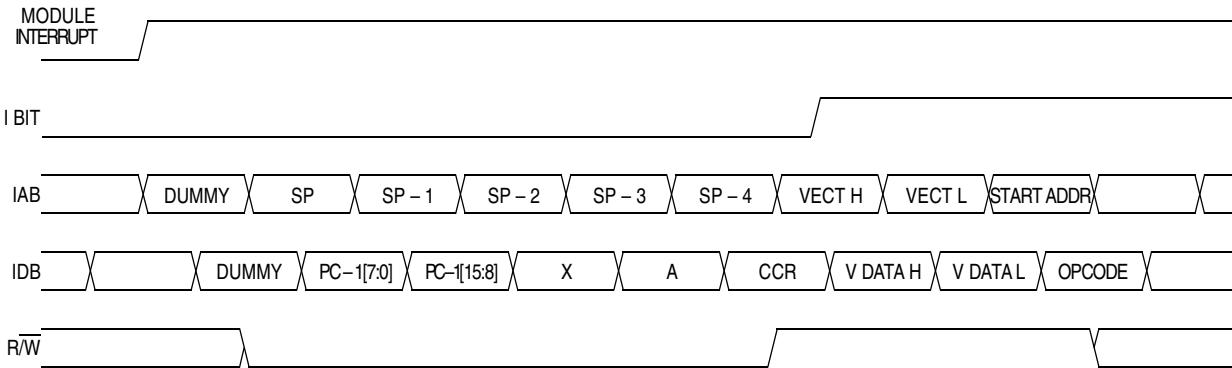 MODULE
INTERRUPT
I BIT
IAB DUMMY SP SP – 1 SP – 2 SP – 3 SP – 4 VECT H VECT L START ADDR
IDB DUMMY PC – 1[7:0] PC–1[15:8] X A CCR V DATA H V DATA L OPCODE
R/W̅